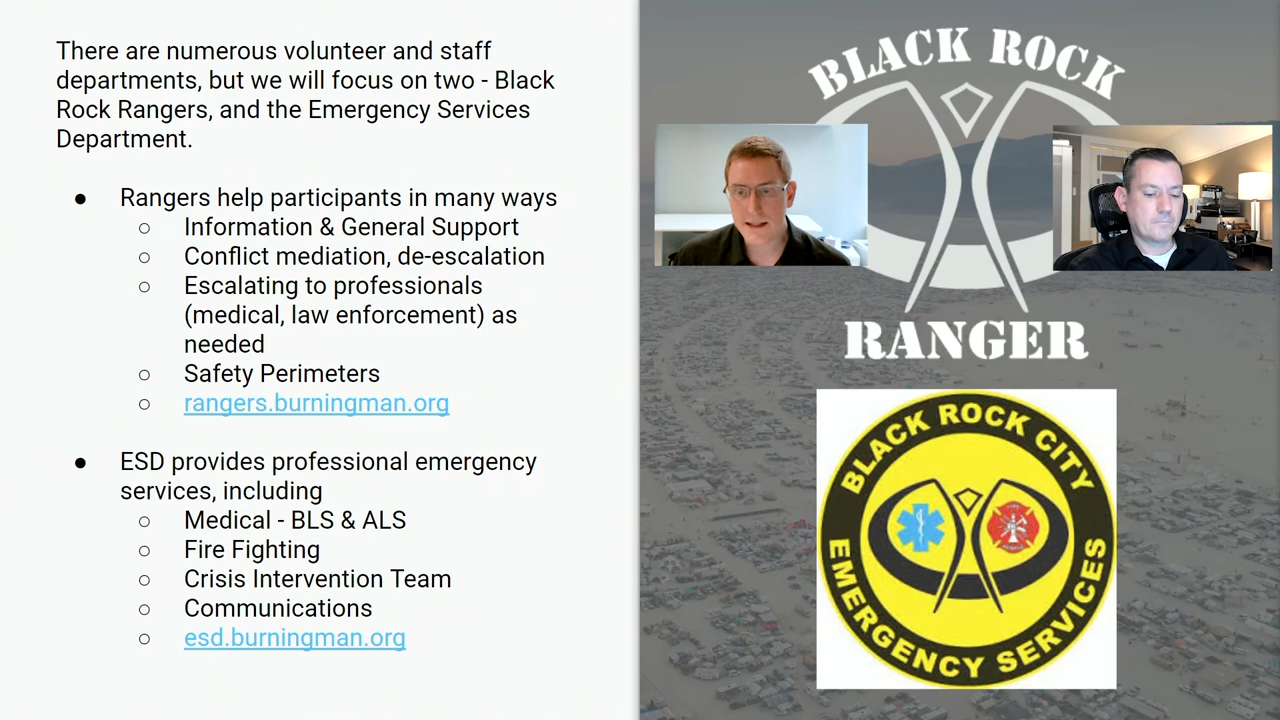 There are numerous volunteer and staff
departments, but we will focus on two - Black
Rock Rangers, and the Emergency Services
Department.
● Rangers help participants in many ways
○ Information & General Support
○ Conflict mediation, de-escalation
○ Escalating to professionals
(medical, law enforcement) as
needed
○ Safety Perimeters
○ rangers.burningman.org
● ESD provides professional emergency
services, including
○ Medical - BLS & ALS
○ Fire Fighting
○ Crisis Intervention Team
○ Communications
○ esd.burningman.org
BLACK ROCK
RANGER
BLACK ROCK CITY
EMERGENCY SERVICES